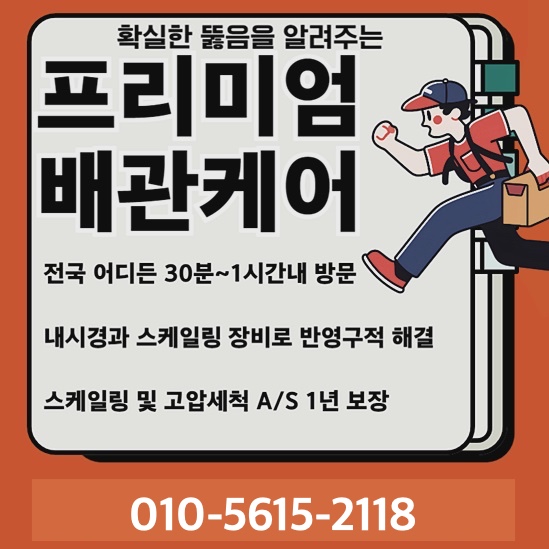 확실한 뚫음을 알려주는
프리미엄
배관케어
전국 어디든 30분~1시간내 방문
내시경과 스케일링 장비로 반영구적 해결
스케일링 및 고압세척 A/S 1년 보장
010-5615-2118